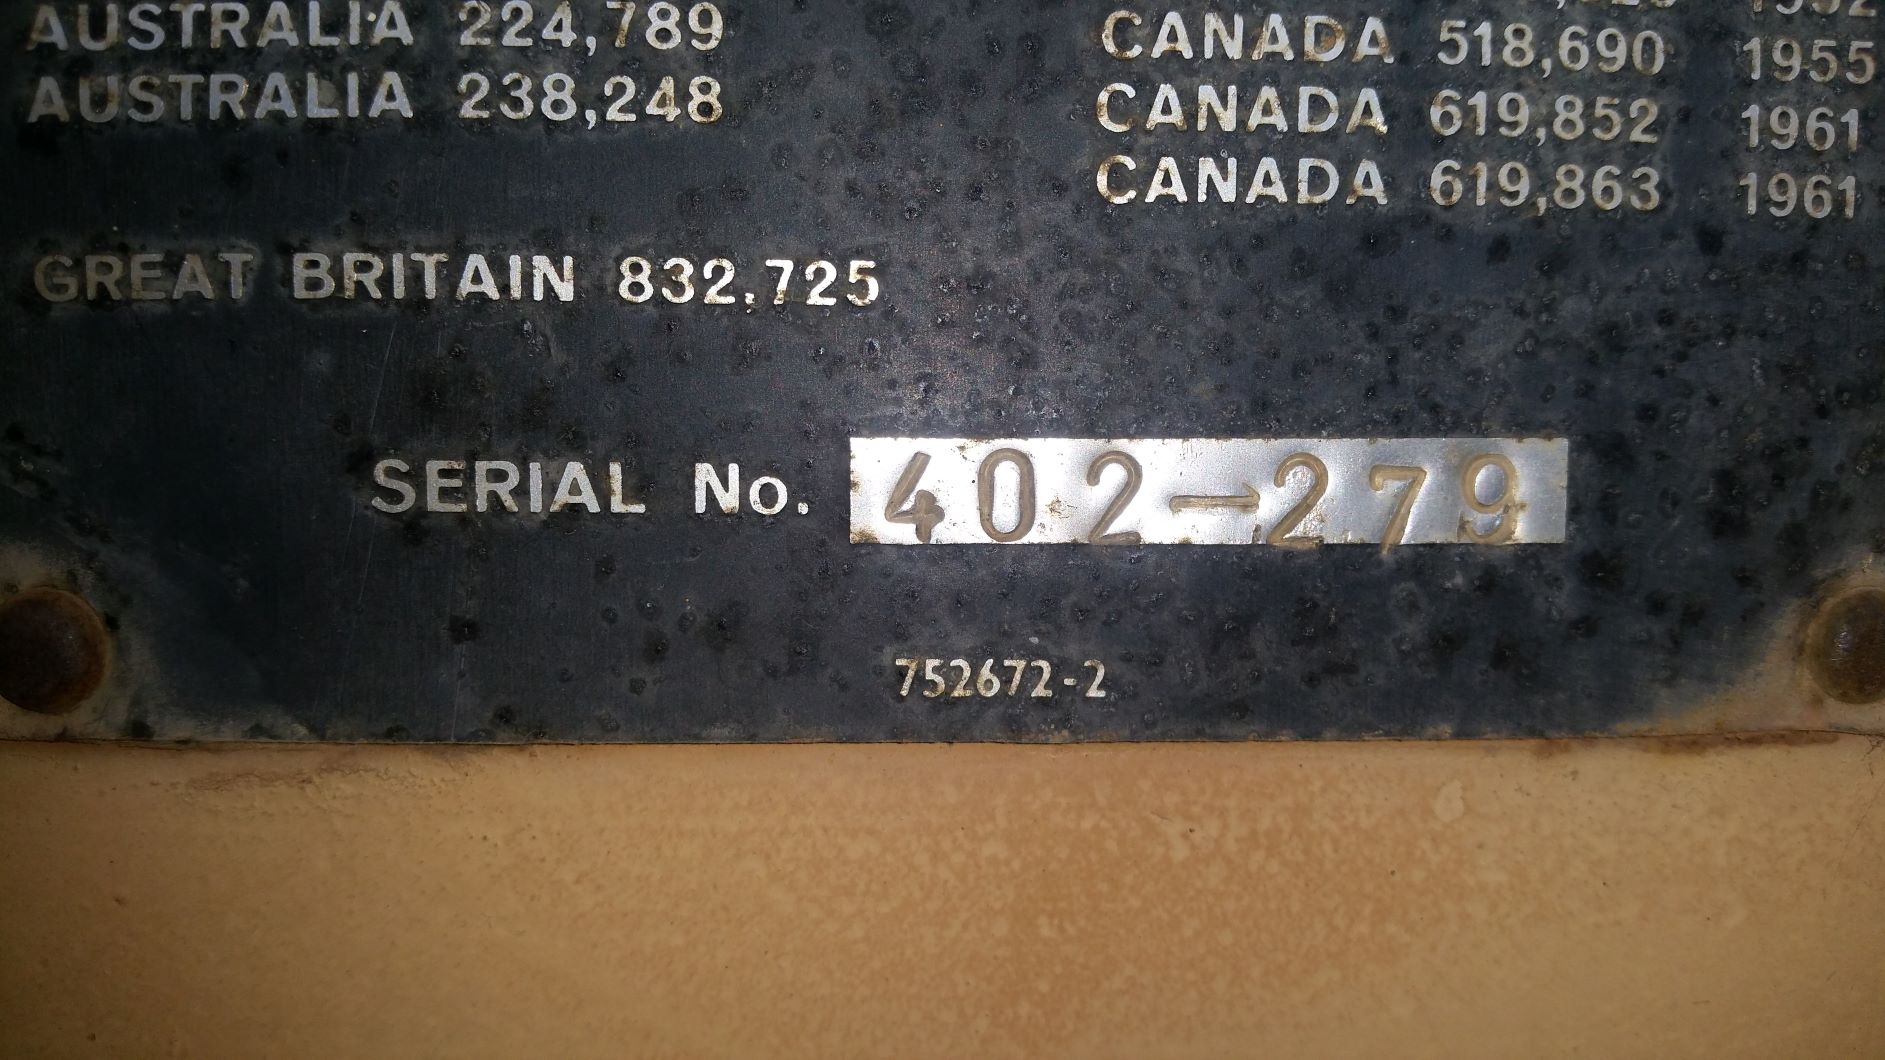 AUSTRALIA 224,789
AUSTRALIA 238,248
GREAT BRITAIN 832,725
CANADA 518,690 1955
CANADA 619,852 1961
CANADA 619,863 1961
SERIAL No. 402-279
752672-2